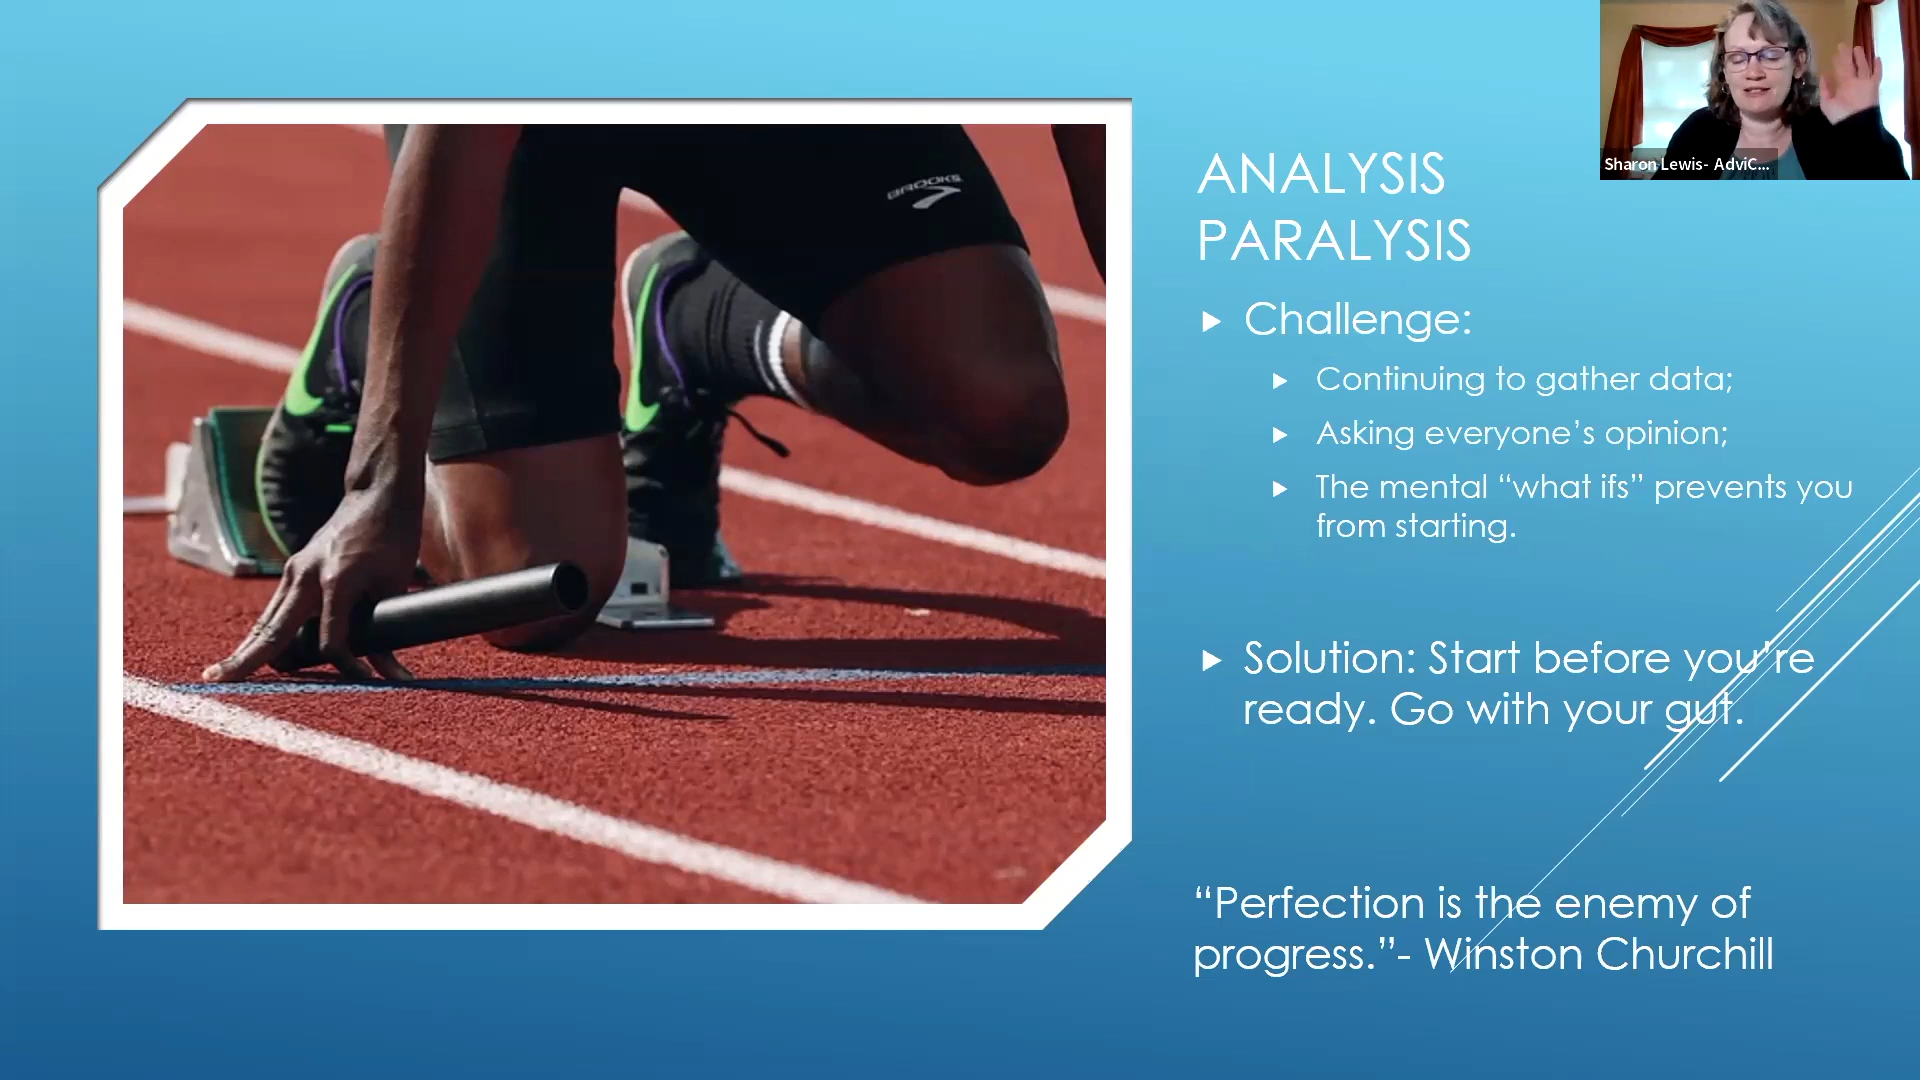 ANALYSIS
PARALYSIS
Challenge:
Continuing to gather data;
Asking everyone’s opinion;
The mental “what ifs” prevents you
from starting.
Solution: Start before you’re
ready. Go with your gut.
“Perfection is the enemy of
progress.”- Winston Churchill
BROOKS
Sharon Lewis- AdviC...